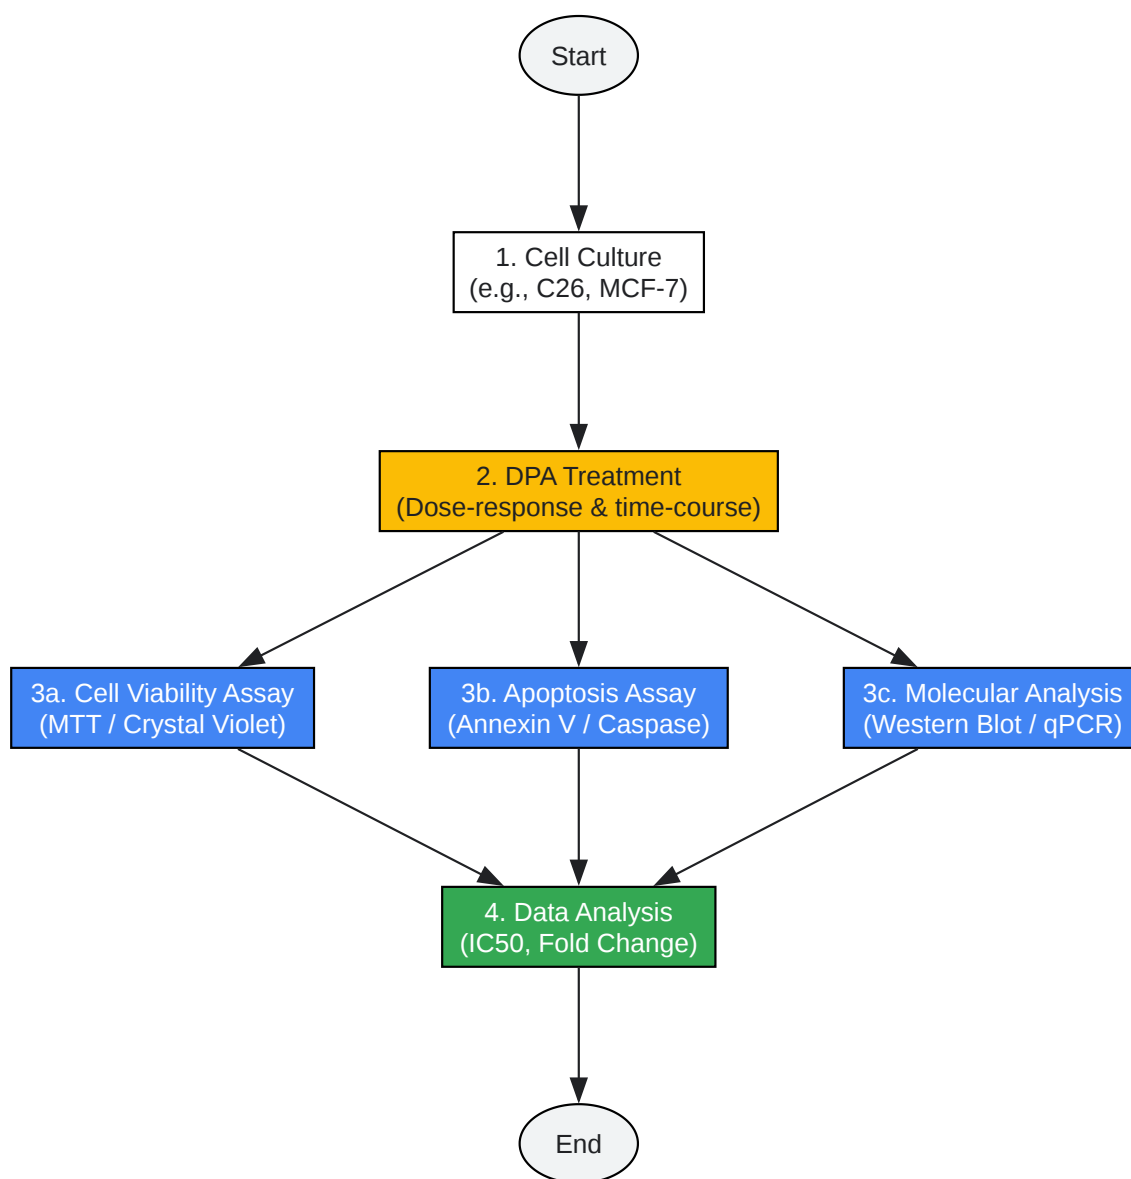 Start
1. Cell Culture
(e.g., C26, MCF-7)
2. DPA Treatment
(Dose-response & time-course)
3a. Cell Viability Assay
(MTT / Crystal Violet)
3b. Apoptosis Assay
(Annexin V / Caspase)
3c. Molecular Analysis
(Western Blot / qPCR)
4. Data Analysis
(IC50, Fold Change)
End